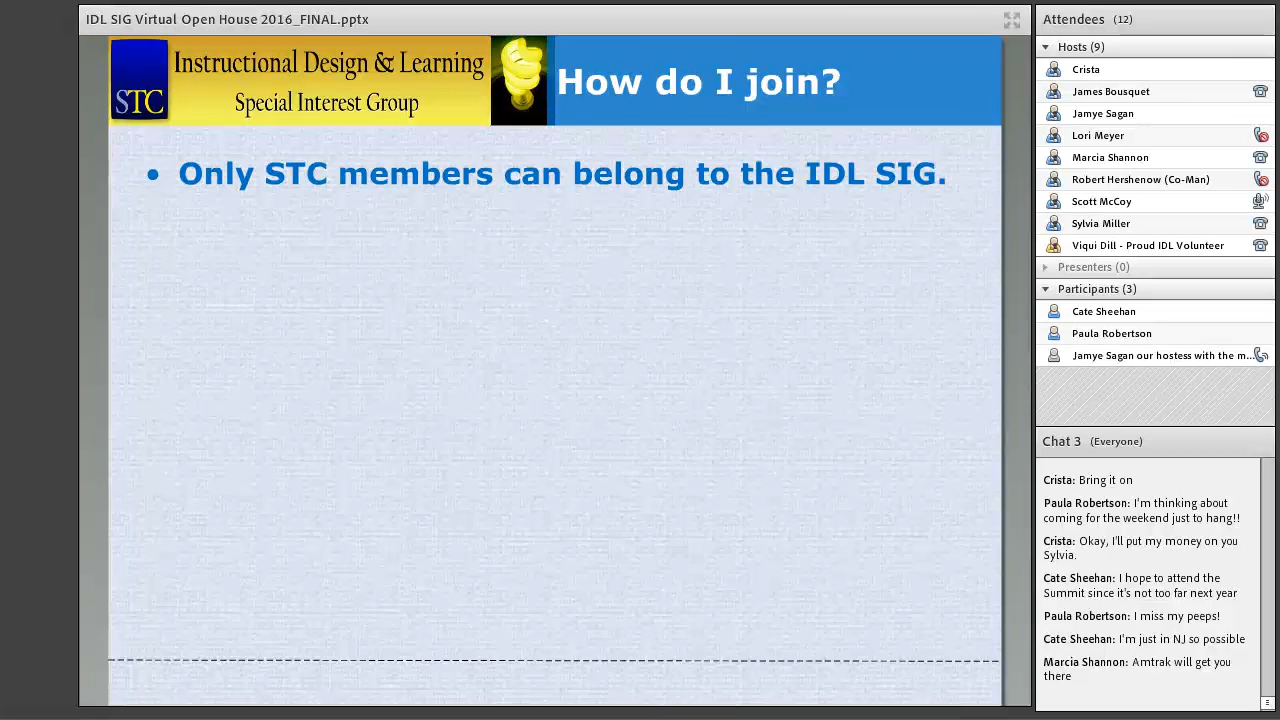 IDL SIG Virtual Open House 2016_FINAL.pptx
STC
Instructional Design & Learning
Special Interest Group
How do I join?
• Only STC members can belong to the IDL SIG.
Attendees (12)
Hosts (9)
Crista
James Bousquet
Jamye Sagan
Lori Meyer
Marcia Shannon
Robert Hershenow (Co-Man)
Scott McCoy
Sylvia Miller
Viqui Dill - Proud IDL Volunteer
Presenters (0)
Participants (3)
Cate Sheehan
Paula Robertson
Jamye Sagan our hostess with the m...
Chat 3 (Everyone)
Crista: Bring it on
Paula Robertson: I'm thinking about
coming for the weekend just to hang!!
Crista: Okay, I'll put my money on you
Sylvia.
Cate Sheehan: I hope to attend the
Summit since it's not too far next year
Paula Robertson: I miss my peeps!
Cate Sheehan: I'm just in NJ so possible
Marcia Shannon: Amtrak will get you
there